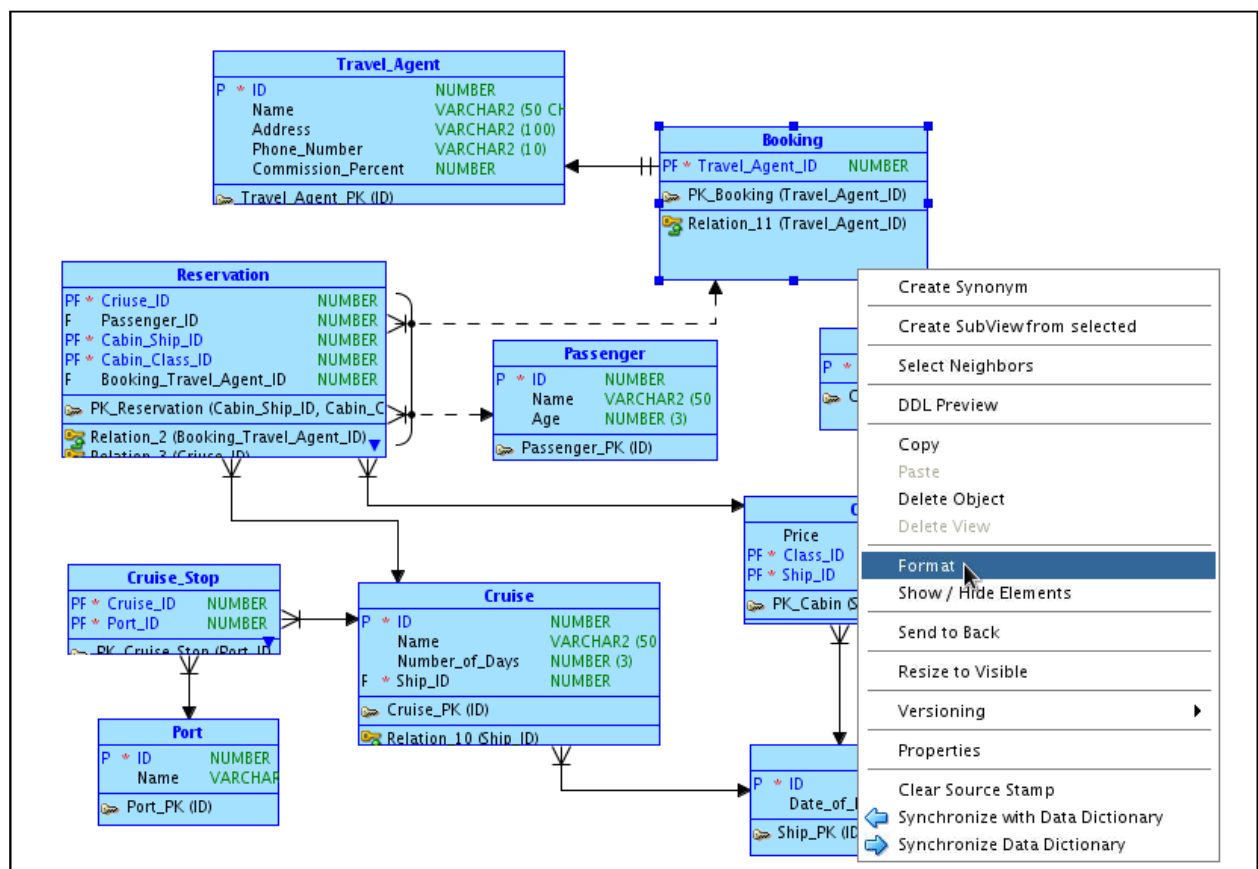 Travel_Agent
P * ID NUMBER
Name VARCHAR2 (50 CH
Address VARCHAR2 (100)
Phone_Number VARCHAR2 (10)
Commission_Percent NUMBER
Travel_Agent_PK (ID)
Booking
PF * Travel_Agent_ID NUMBER
PK_Booking (Travel_Agent_ID)
Relation_11 (Travel_Agent_ID)
Reservation
PF * Criuse_ID NUMBER
F Passenger_ID NUMBER
PF * Cabin_Ship_ID NUMBER
PF * Cabin_Class_ID NUMBER
F Booking_Travel_Agent_ID NUMBER
PK_Reservation (Cabin_Ship_ID, Cabin_C
Relation_2 (Booking_Travel_Agent_ID)
Relation_3 (Criuse_ID)
Passenger
P * ID NUMBER
Name VARCHAR2 (50
Age NUMBER (3)
Passenger_PK (ID)
P *
C
C
Price
PF * Class_ID
PF * Ship_ID
PK_Cabin (S
Cruise_Stop
PF * Cruise_ID NUMBER
PF * Port_ID NUMBER
PK_Cruise_Stop (Port_ID
Cruise
P * ID NUMBER
Name VARCHAR2 (50
Number_of_Days NUMBER (3)
F * Ship_ID NUMBER
Cruise_PK (ID)
Relation_10 (Ship_ID)
Port
P * ID NUMBER
Name VARCHAR
Port_PK (ID)
P * ID
Date_of_
Ship_PK (ID
Create Synonym
Create SubView from selected
Select Neighbors
DDL Preview
Copy
Paste
Delete Object
Delete View
Format
Show / Hide Elements
Send to Back
Resize to Visible
Versioning
Properties
Clear Source Stamp
Synchronize with Data Dictionary
Synchronize Data Dictionary